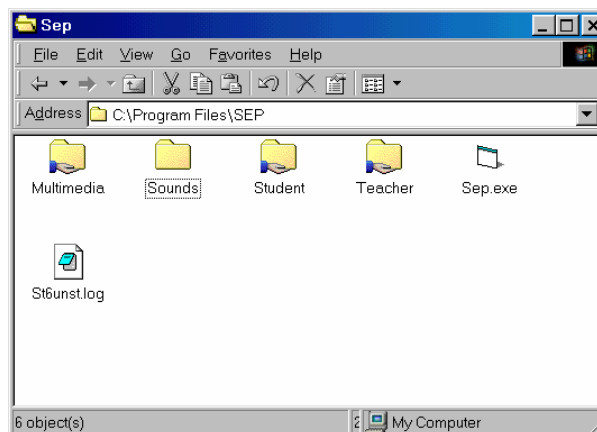 Sep
File Edit View Go Favorites Help
Address C:\Program Files\SEP
Multimedia Sounds Student Teacher Sep.exe
St6unst.log
6 object(s) 2 My Computer